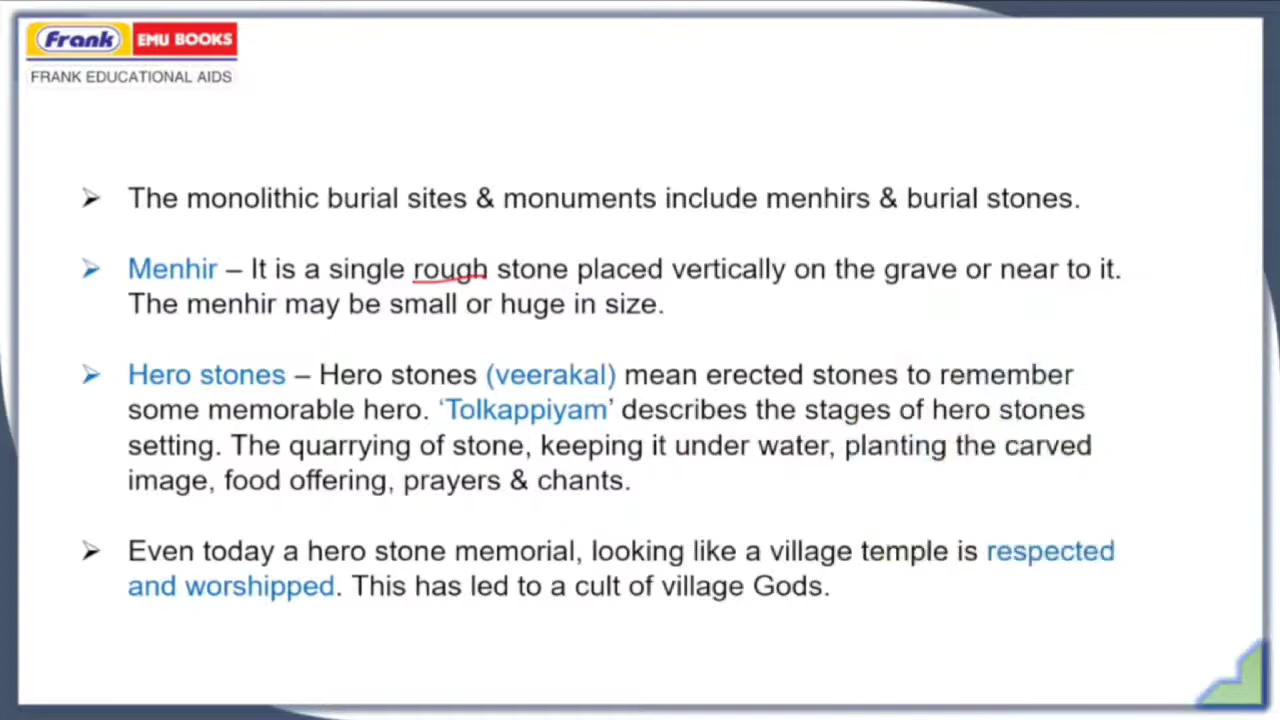 Frank EMU BOOKS
FRANK EDUCATIONAL AIDS
The monolithic burial sites & monuments include menhirs & burial stones.
Menhir – It is a single rough stone placed vertically on the grave or near to it.
The menhir may be small or huge in size.
Hero stones – Hero stones (veerakal) mean erected stones to remember
some memorable hero. ‘Tolkappiyam’ describes the stages of hero stones
setting. The quarrying of stone, keeping it under water, planting the carved
image, food offering, prayers & chants.
Even today a hero stone memorial, looking like a village temple is respected
and worshipped. This has led to a cult of village Gods.